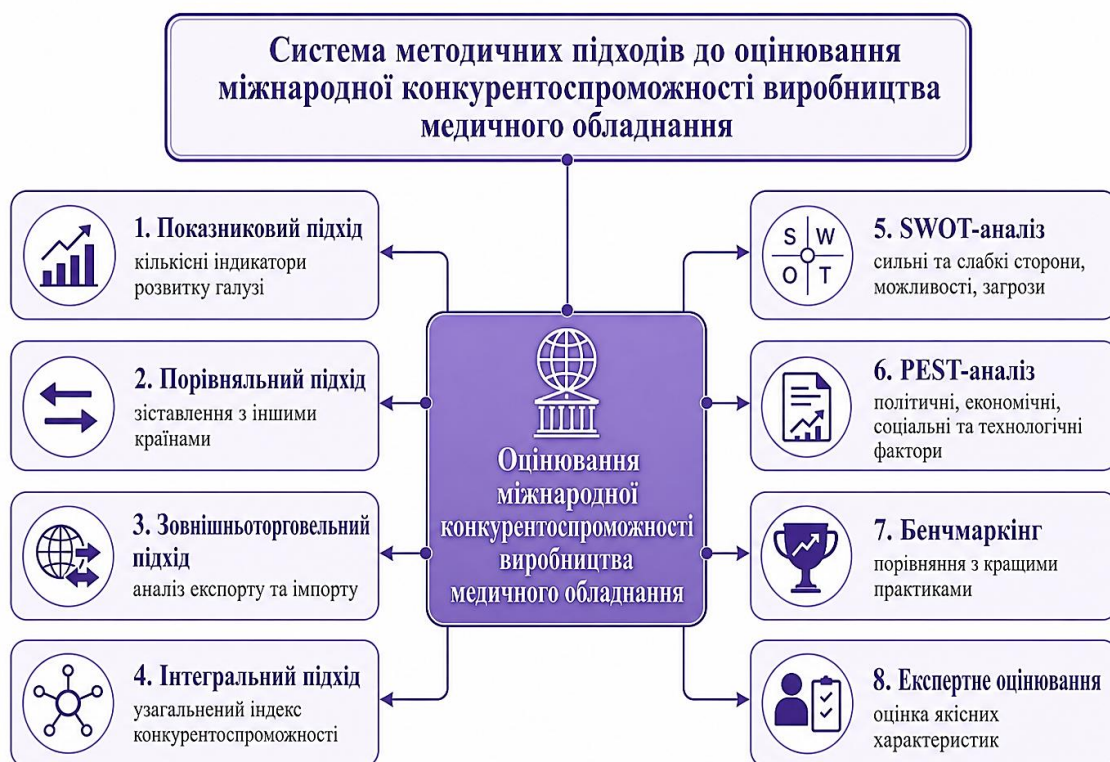 Система методичних підходів до оцінювання
міжнародної конкурентоспроможності виробництва
медичного обладнання
1. Показниковий підхід
кількісні індикатори
розвитку галузі
2. Порівняльний підхід
зіставлення з іншими
країнами
3. Зовнішньоторговельний
підхід
аналіз експорту та імпорту
4. Інтегральний підхід
узагальнений індекс
конкурентоспроможності
Оцінювання
міжнародної
конкурентоспроможності
виробництва
медичного обладнання
S W
O T
5. SWOT-аналіз
сильні та слабкі сторони,
можливості, загрози
6. PEST-аналіз
політичні, економічні,
соціальні та технологічні
фактори
7. Бенчмаркінг
порівняння з кращими
практиками
8. Експертне оцінювання
оцінка якісних
характеристик